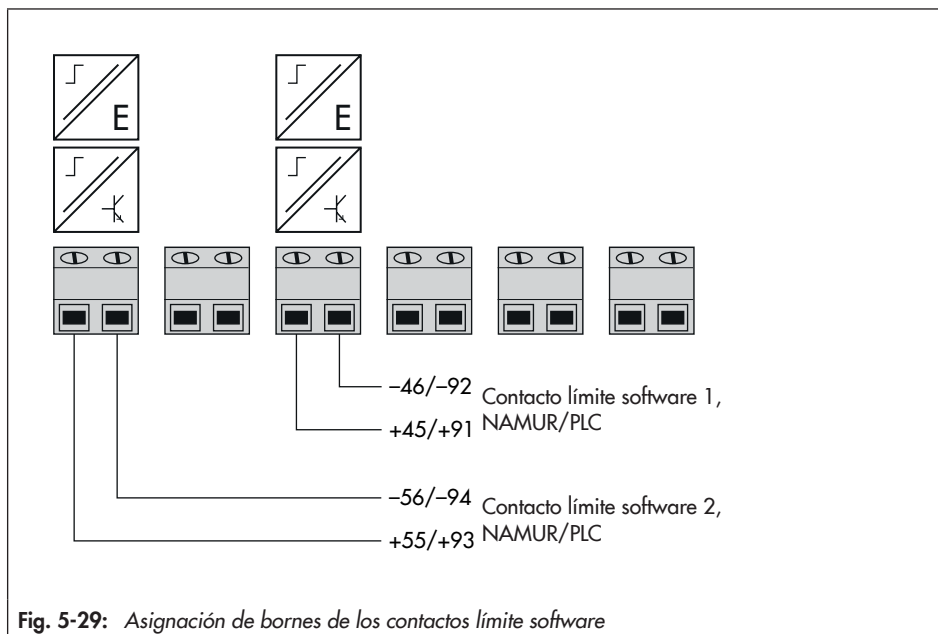 E
E
–46/–92
Contacto límite software 1,
+45/+91
NAMUR/PLC
–56/–94
Contacto límite software 2,
+55/+93
NAMUR/PLC
Fig. 5-29: Asignación de bornes de los contactos límite software